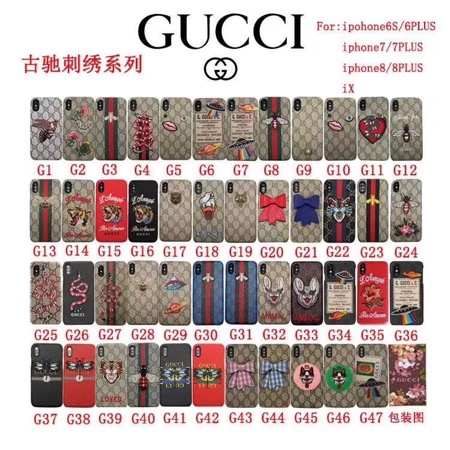 GUCCI
For:ipohone6S/6PLUS
iphone7/7PLUS
iphone8/8PLUS
iX
古驰刺绣系列
G1 G2 G3 G4 G5 G6 G7 G8 G9 G10 G11 G12
G13 G14 G15 G16 G17 G18 G19 G20 G21 G22 G23 G24
G25 G26 G27 G28 G29 G30 G31 G32 G33 G34 G35 G36
G37 G38 G39 G40 G41 G42 G43 G44 G45 G46 G47 包装图